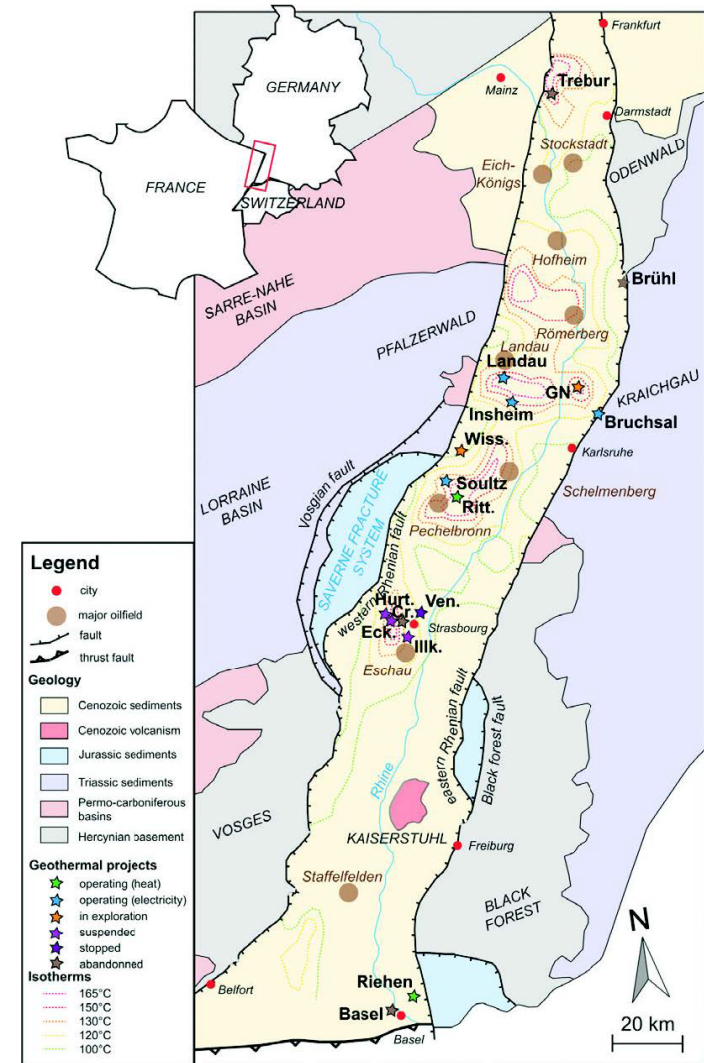 GERMANY
FRANCE
SWITZERLAND
Frankfurt
Mainz
Trebur
Darmstadt
Stockstadt
Eich-
Königs
ODENWALD
Hofheim
Brühl
SARRE-NAHE
BASIN
PFALZERWALD
Römerberg
Landau
Landau
GN
KRAICHGAU
Insheim
Bruchsal
Wiss.
Karlsruhe
LORRAINE
BASIN
Vosgian fault
SAVERNE FRACTURE
SYSTEM
western Rhenian fault
Soultz
Ritt.
Schelmenberg
Pechelbronn
Hurt.
Ven.
Cr.
Strasbourg
Eck.
Illk.
Eschau
eastern Rhenian fault
Black forest fault
Rhine
VOSGES
KAISERSTUHL
Freiburg
Staffelfelden
BLACK
FOREST
Riehen
Belfort
Basel
Basel
N
20 km
Legend
city
major oilfield
fault
thrust fault
Geology
Cenozoic sediments
Cenozoic volcanism
Jurassic sediments
Triassic sediments
Permo-carboniferous
basins
Hercynian basement
Geothermal projects
operating (heat)
operating (electricity)
in exploration
suspended
stopped
abandonned
Isotherms
165°C
150°C
130°C
120°C
100°C